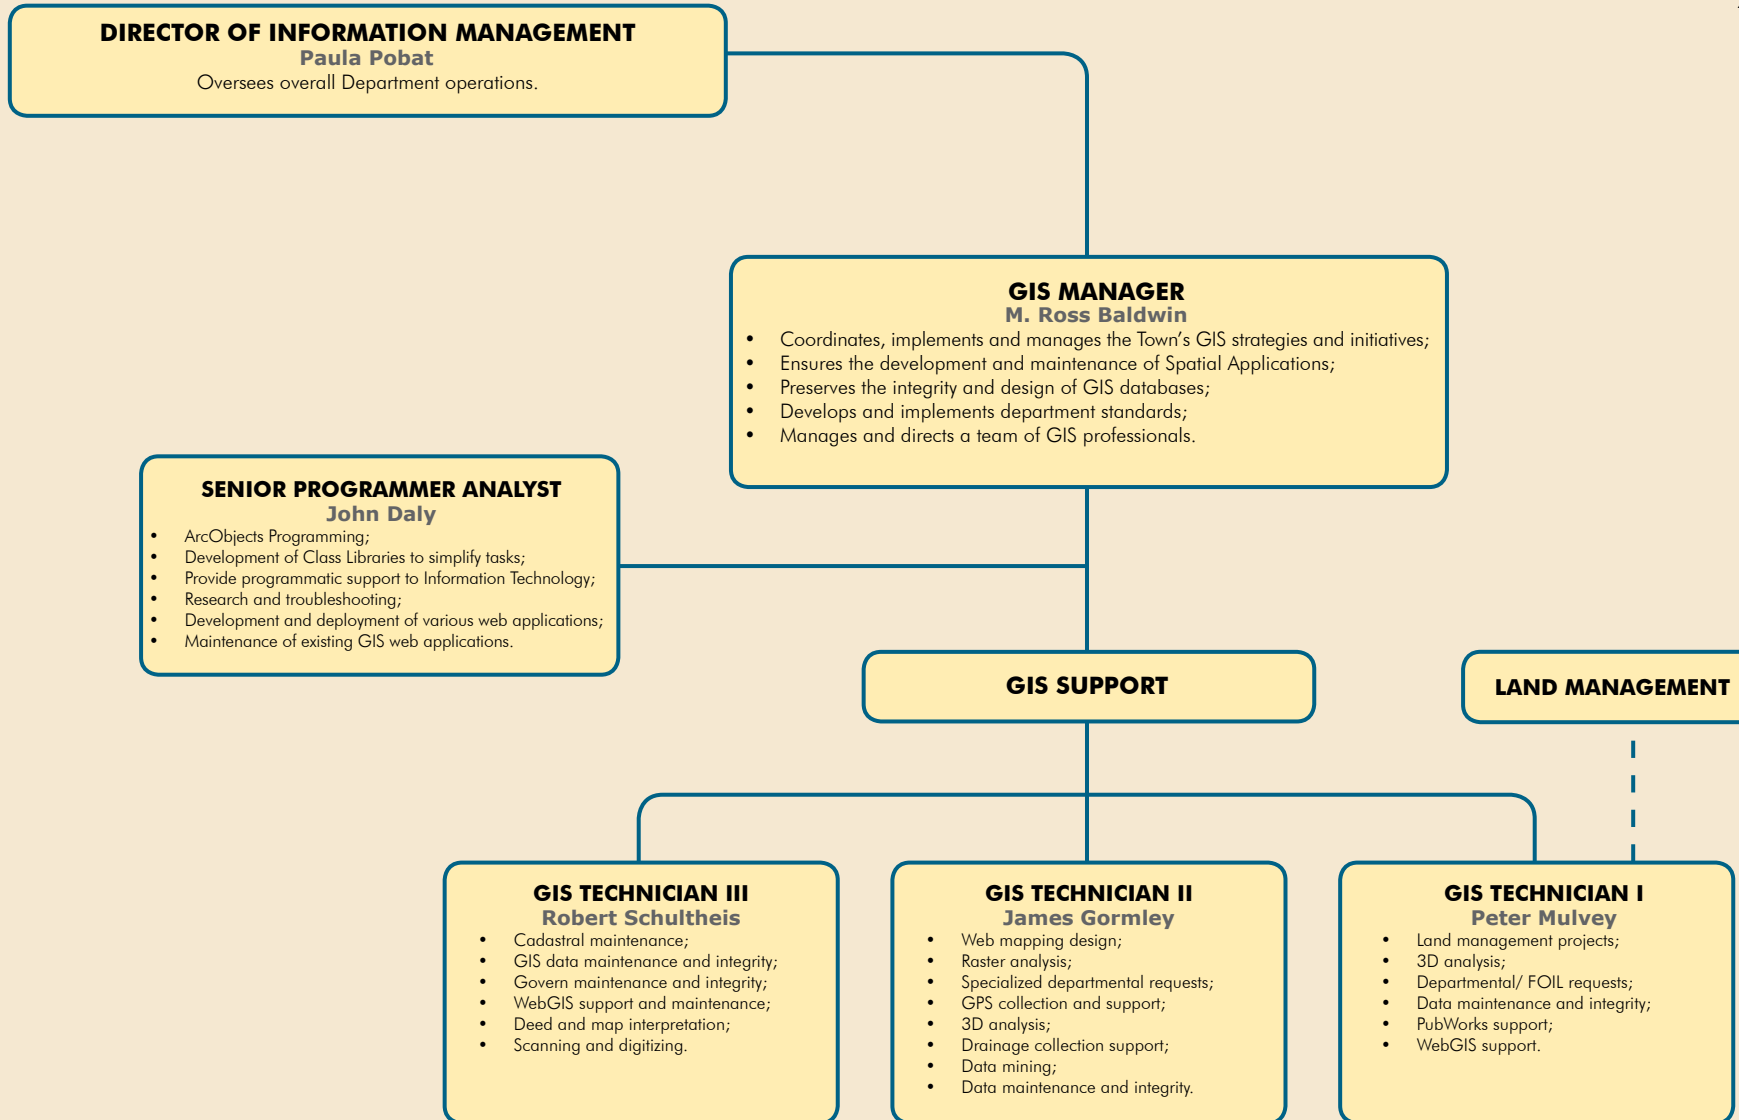 DIRECTOR OF INFORMATION MANAGEMENT
Paula Pobat
Oversees overall Department operations.
GIS MANAGER
M. Ross Baldwin
• Coordinates, implements and manages the Town’s GIS strategies and initiatives;
• Ensures the development and maintenance of Spatial Applications;
• Preserves the integrity and design of GIS databases;
• Develops and implements department standards;
• Manages and directs a team of GIS professionals.
SENIOR PROGRAMMER ANALYST
John Daly
• ArcObjects Programming;
• Development of Class Libraries to simplify tasks;
• Provide programmatic support to Information Technology;
• Research and troubleshooting;
• Development and deployment of various web applications;
• Maintenance of existing GIS web applications.
GIS SUPPORT
LAND MANAGEMENT
GIS TECHNICIAN III
Robert Schultheis
• Cadastral maintenance;
• GIS data maintenance and integrity;
• Govern maintenance and integrity;
• WebGIS support and maintenance;
• Deed and map interpretation;
• Scanning and digitizing.
GIS TECHNICIAN II
James Gormley
• Web mapping design;
• Raster analysis;
• Specialized departmental requests;
• GPS collection and support;
• 3D analysis;
• Drainage collection support;
• Data mining;
• Data maintenance and integrity.
GIS TECHNICIAN I
Peter Mulvey
• Land management projects;
• 3D analysis;
• Departmental/ FOIL requests;
• Data maintenance and integrity;
• PubWorks support;
• WebGIS support.